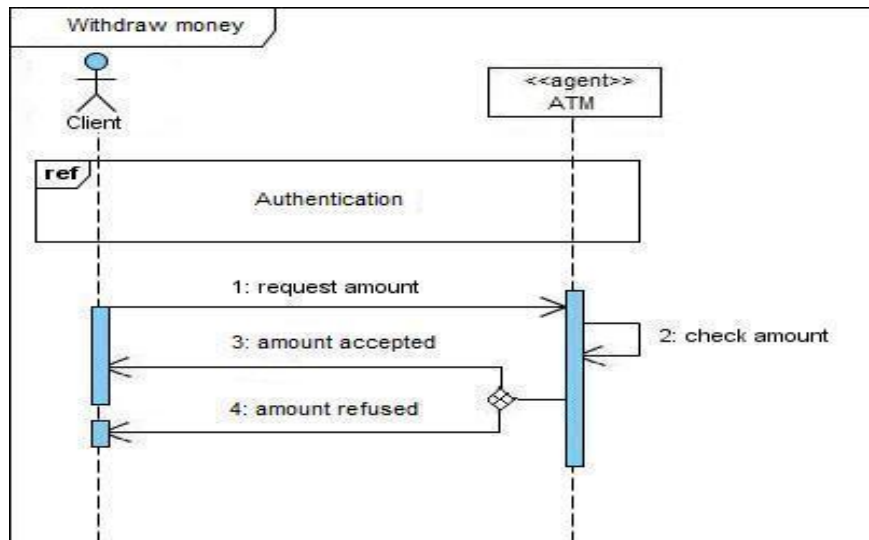 Withdraw money
<<agent>>
ATM
Client
ref
Authentication
1: request amount
2: check amount
3: amount accepted
4: amount refused